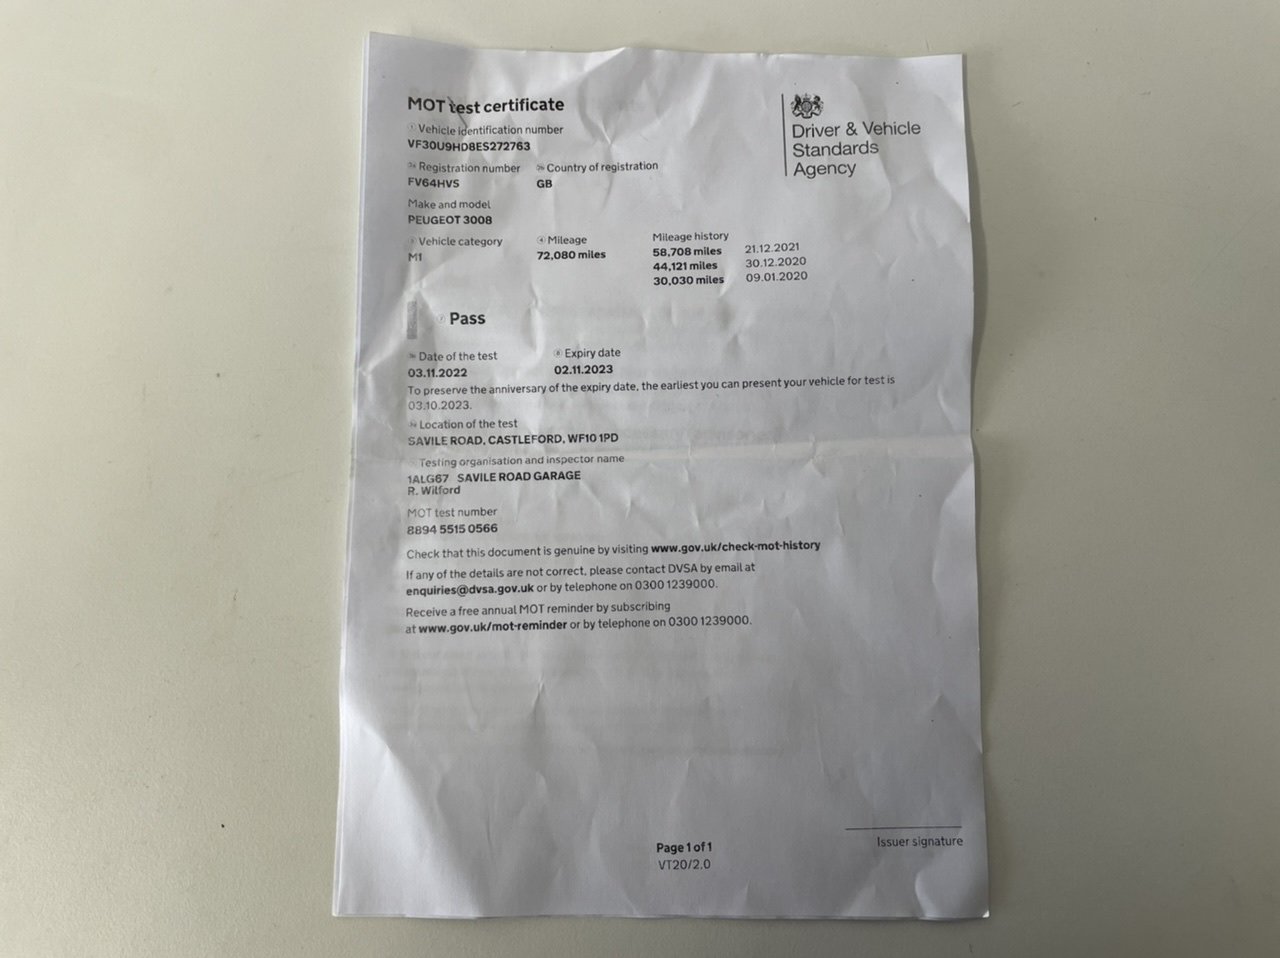 MOT test certificate
Driver & Vehicle
Standards
Agency
1 Vehicle identification number
VF30U9HD8ES272763
2a Registration number 2b Country of registration
FV64HVS GB
Make and model
PEUGEOT 3008
5 Vehicle category 4 Mileage Mileage history
M1 72,080 miles 58,708 miles 21.12.2021
44,121 miles 30.12.2020
30,030 miles 09.01.2020
7 Pass
Date of the test 8 Expiry date
03.11.2022 02.11.2023
To preserve the anniversary of the expiry date, the earliest you can present your vehicle for test is
03.10.2023.
Location of the test
SAVILE ROAD, CASTLEFORD, WF10 1PD
Testing organisation and inspector name
1ALG67 SAVILE ROAD GARAGE
R. Wilford
MOT test number
8894 5515 0566
Check that this document is genuine by visiting www.gov.uk/check-mot-history
If any of the details are not correct, please contact DVSA by email at
enquiries@dvsa.gov.uk or by telephone on 0300 1239000.
Receive a free annual MOT reminder by subscribing
at www.gov.uk/mot-reminder or by telephone on 0300 1239000.
Issuer signature
Page 1 of 1
VT20/2.0